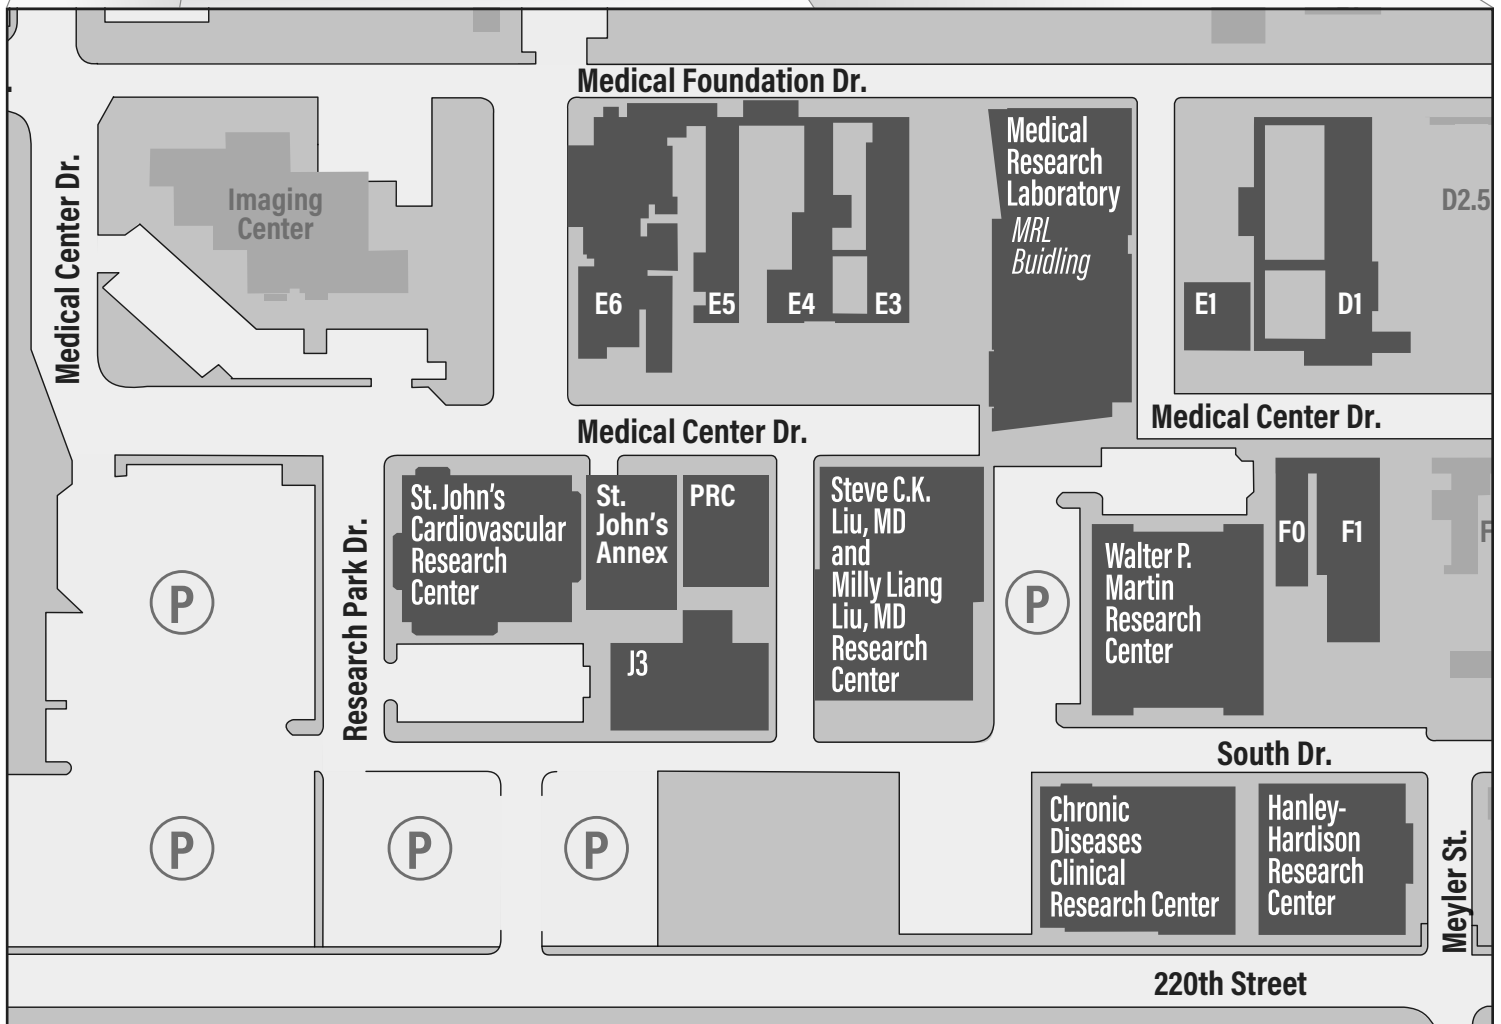 Medical Foundation Dr.
Medical Center Dr.
Imaging
Center
E6
E5
E4
E3
Medical
Research
Laboratory
MRL
Buidling
E1
D1
D2.5
Medical Center Dr.
Medical Center Dr.
Research Park Dr.
St. John's
Cardiovascular
Research
Center
St.
John's
Annex
PRC
J3
Steve C.K.
Liu, MD
and
Milly Liang
Liu, MD
Research
Center
P
P
Walter P.
Martin
Research
Center
F0
F1
F
South Dr.
P
P
P
Chronic
Diseases
Clinical
Research Center
Hanley-
Hardison
Research
Center
Meyler St.
220th Street